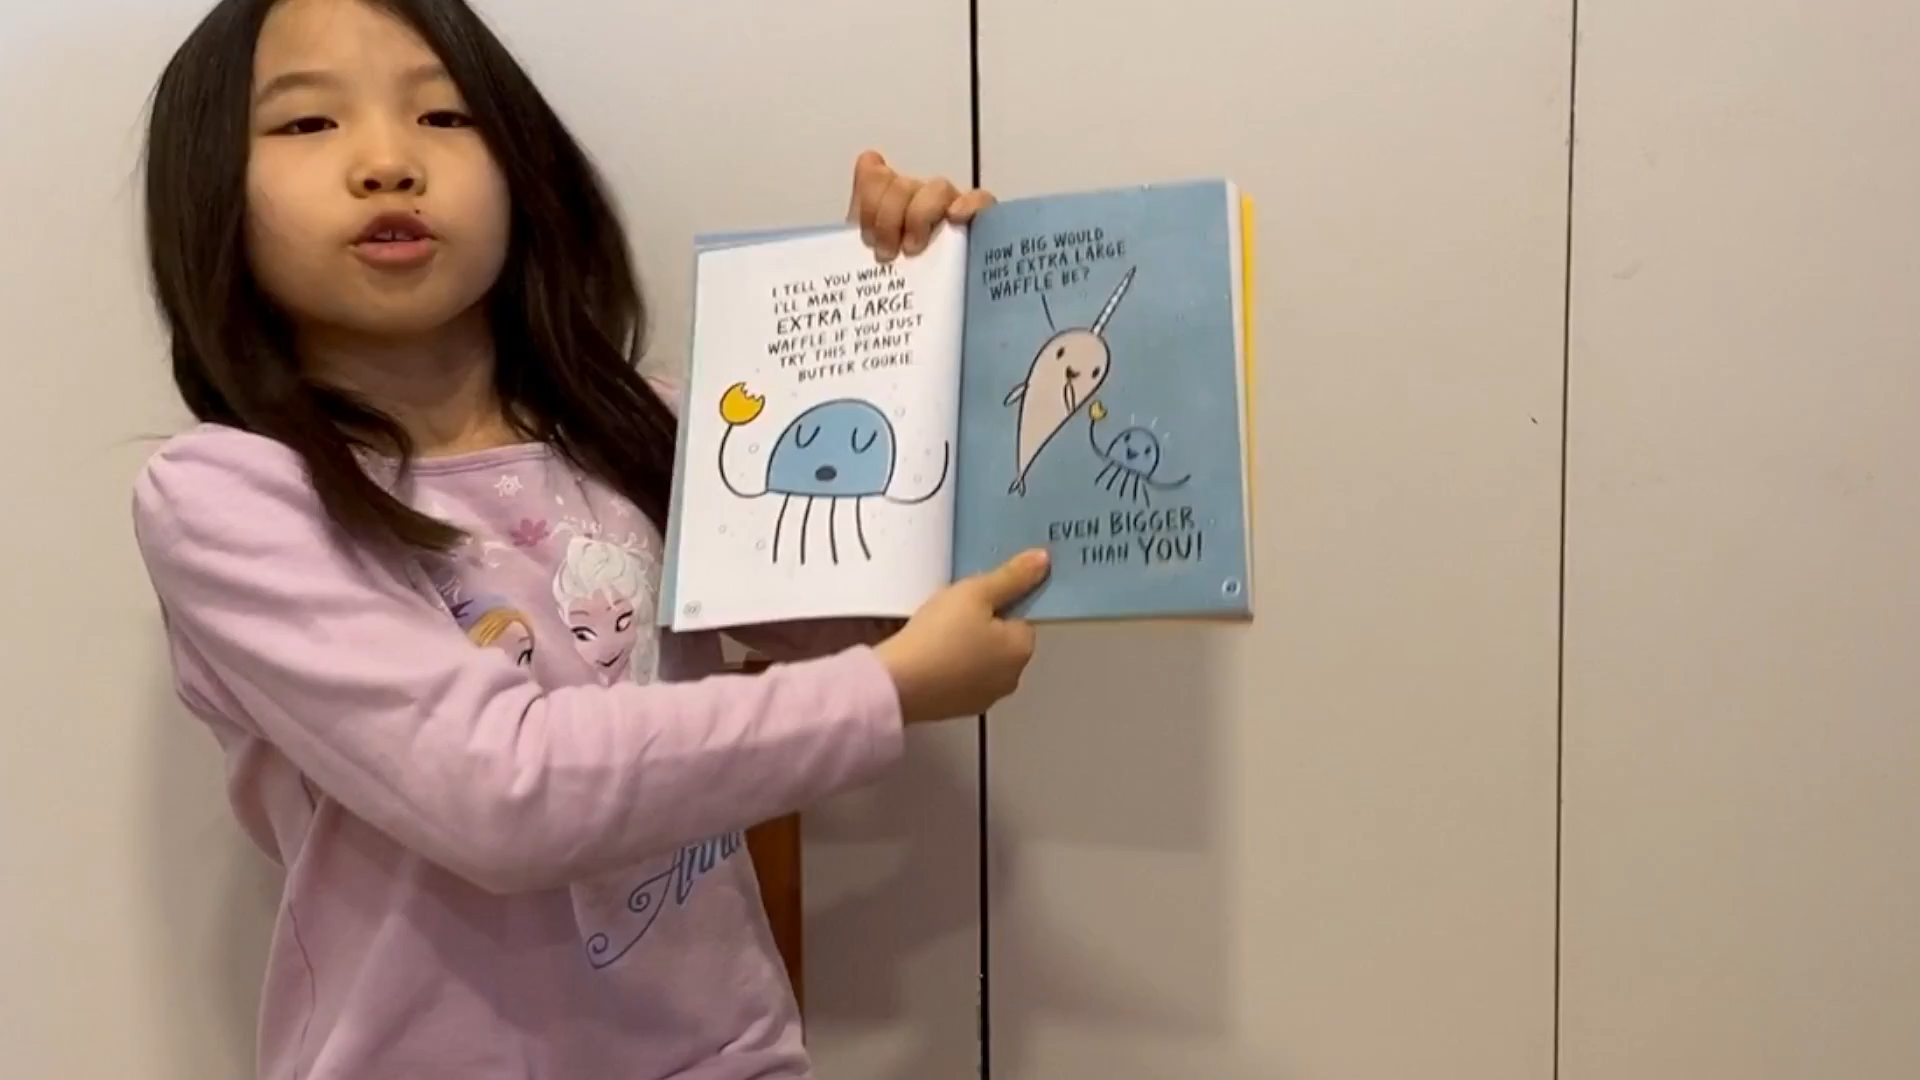 I TELL YOU WHAT,
I'LL MAKE YOU AN
EXTRA LARGE
WAFFLE IF YOU JUST
TRY THIS PEANUT
BUTTER COOKIE.
HOW BIG WOULD
THIS EXTRA LARGE
WAFFLE BE?
EVEN BIGGER
THAN YOU!
Anna